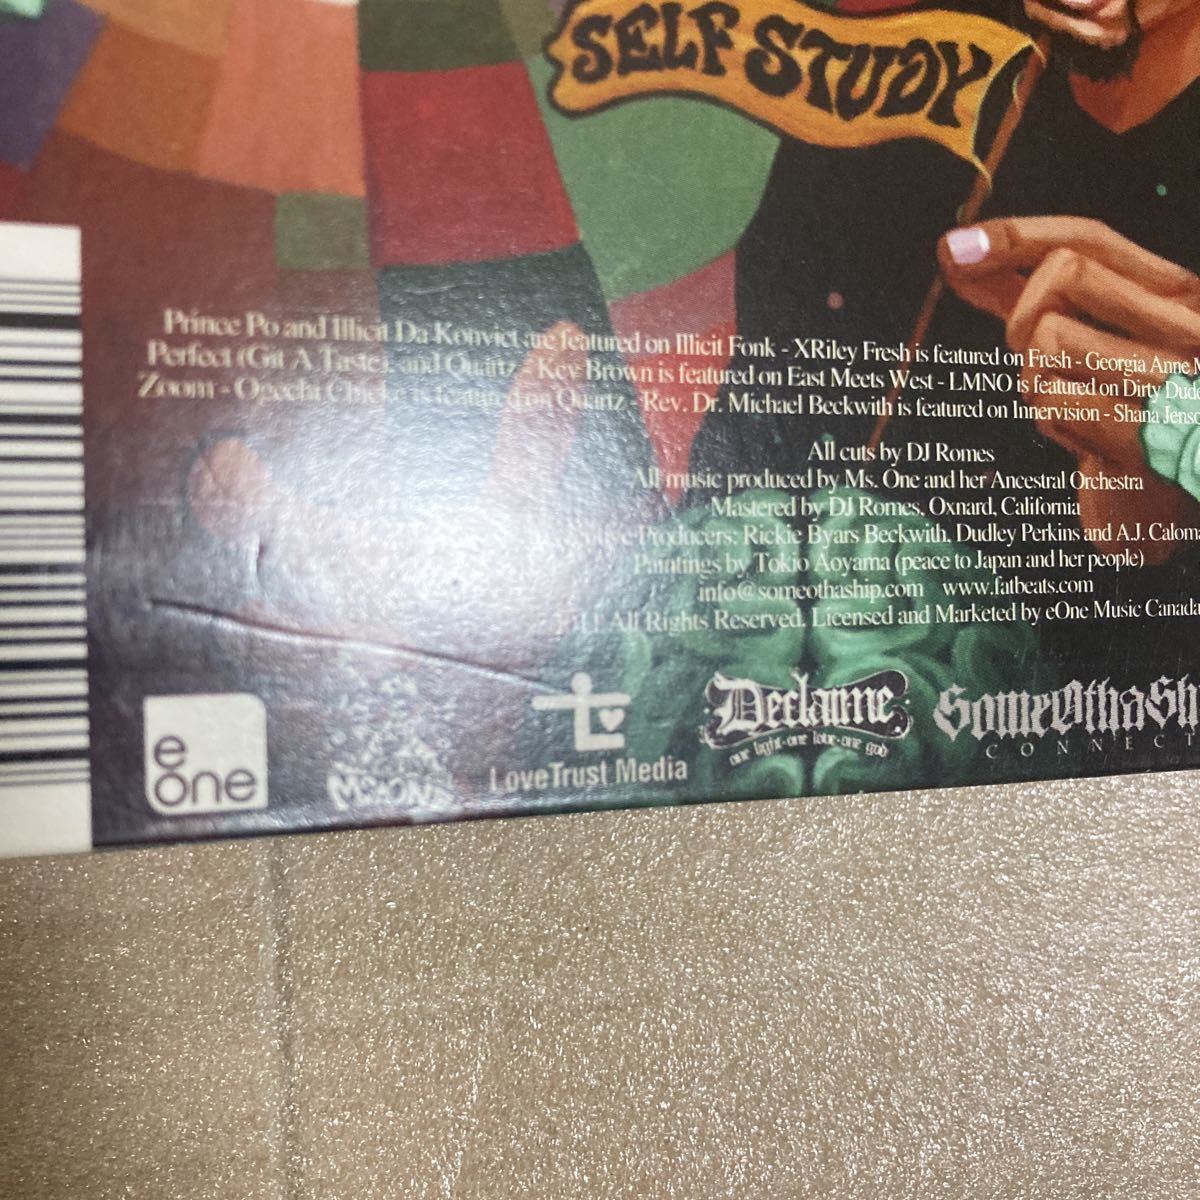 SELF STUDY
Prince Po and Illicit Da Konvict are featured on Illicit Fonk - XRiley Fresh is featured on Fresh - Georgia Anne M
Perfect (Git A Taste), and Quartz - Kev Brown is featured on East Meets West - LMNO is featured on Dirty Dude
Zoom - is featured on Quartz - Rev. Dr. Michael Beckwith is featured on Innervision - Shana Jenso
All cuts by DJ Romes
All music produced by Ms. One and her Ancestral Orchestra
Mastered by DJ Romes, Oxnard, California
Producers: Rickie Byars Beckwith, Dudley Perkins and A.J. Caloma
Paintings by Tokio Aoyama (peace to Japan and her people)
info@someothaship.com www.fatbeats.com
All Rights Reserved. Licensed and Marketed by eOne Music Canada
e one
LoveTrust Media
Declaime
one light-one love-one god
SomeOthaSh
CONNECT